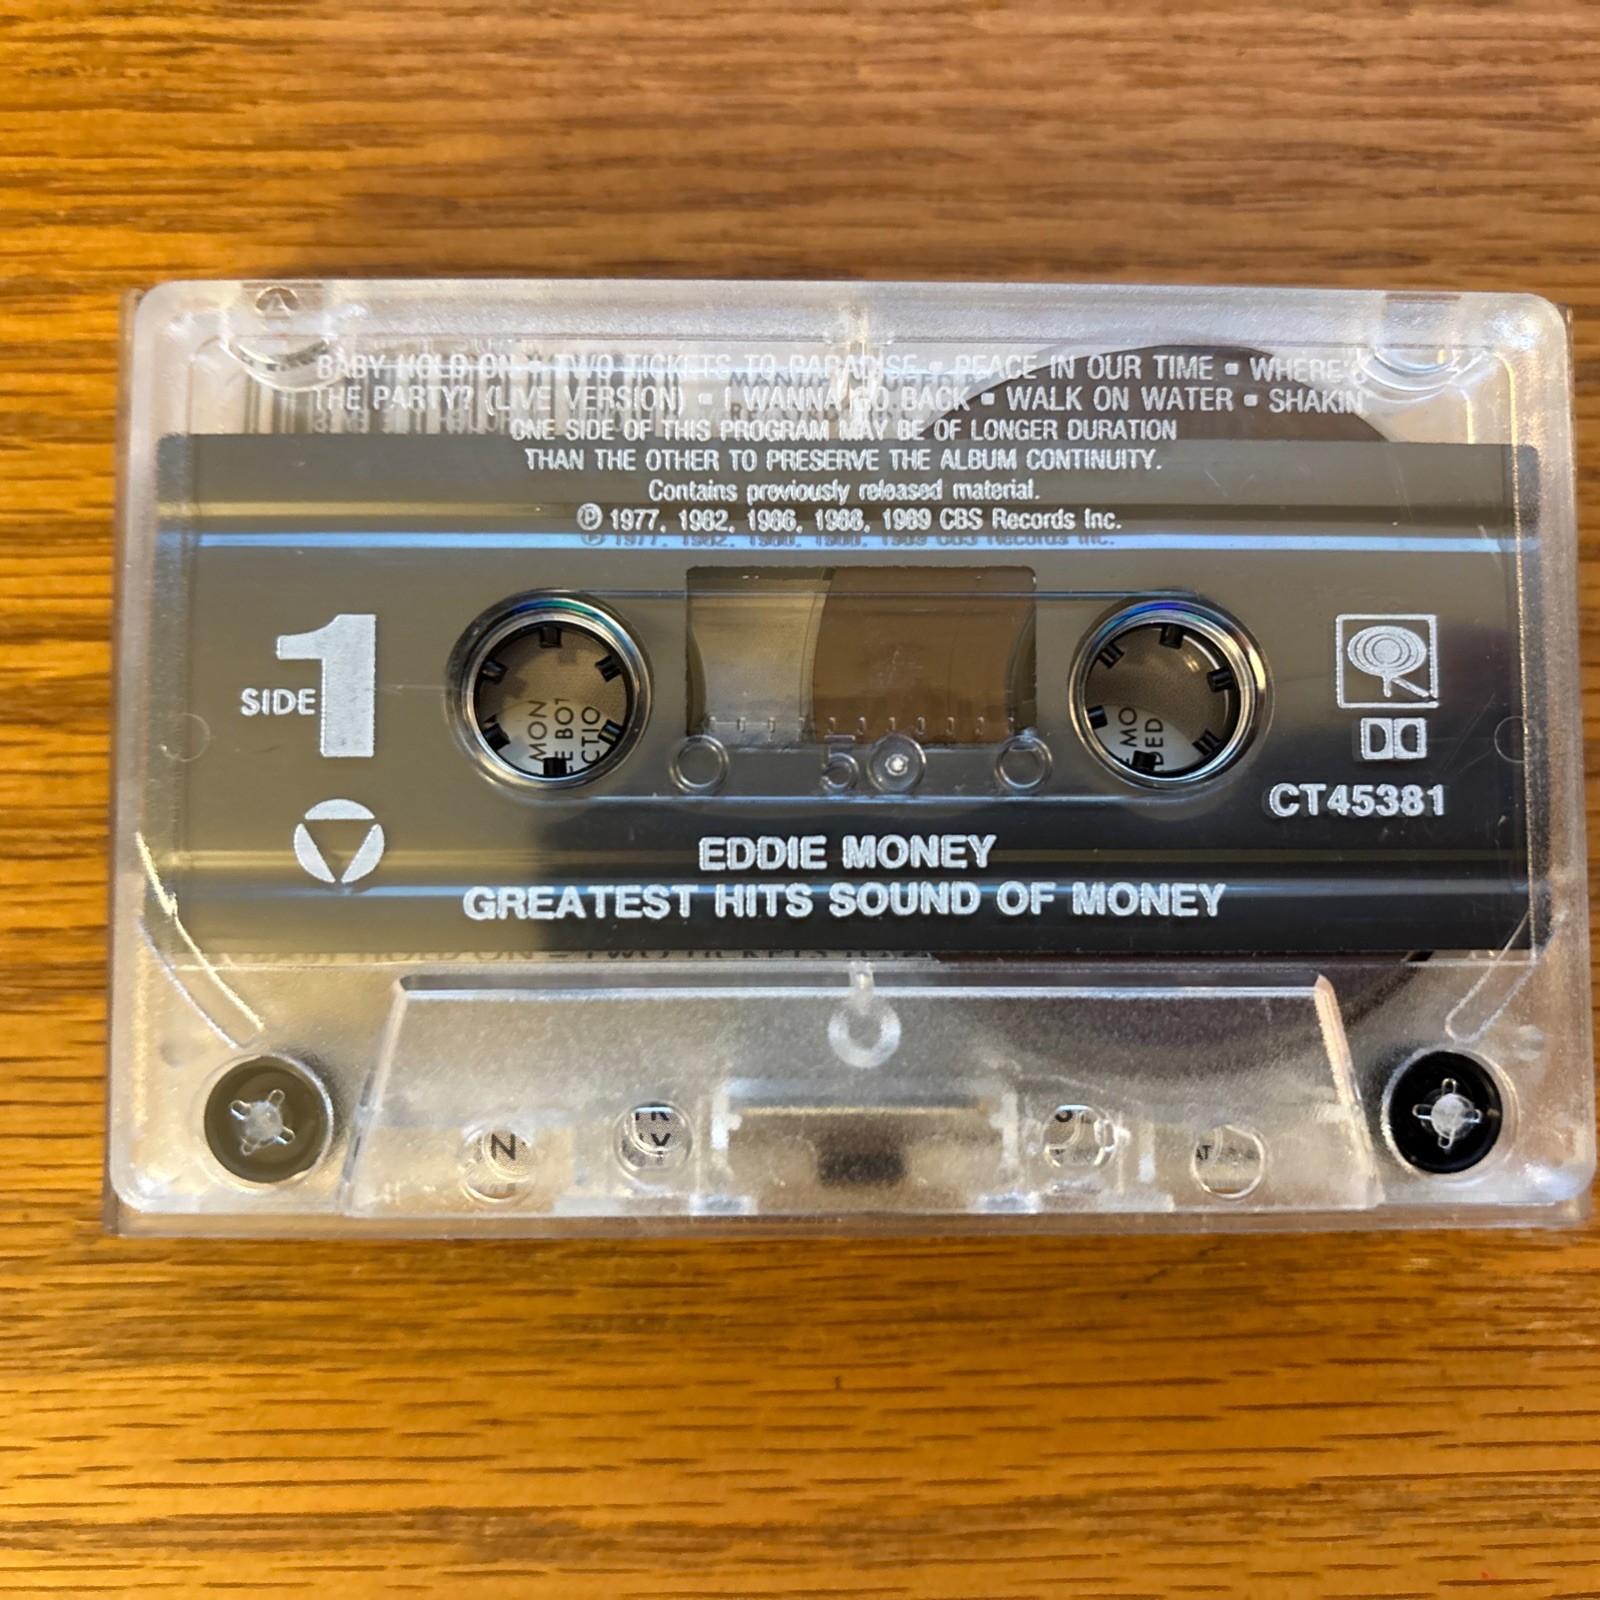 BABY HOLD ON ▪ TWO TICKETS TO PARADISE ▪ PEACE IN OUR TIME ▪ WHERE'S
THE PARTY? (LIVE VERSION) ▪ I WANNA GO BACK ▪ WALK ON WATER ▪ SHAKIN'
ONE SIDE OF THIS PROGRAM MAY BE OF LONGER DURATION
THAN THE OTHER TO PRESERVE THE ALBUM CONTINUITY.
Contains previously released material.
Ⓟ 1977, 1982, 1986, 1988, 1989 CBS Records Inc.
SIDE 1
5
CT45381
EDDIE MONEY
GREATEST HITS SOUND OF MONEY